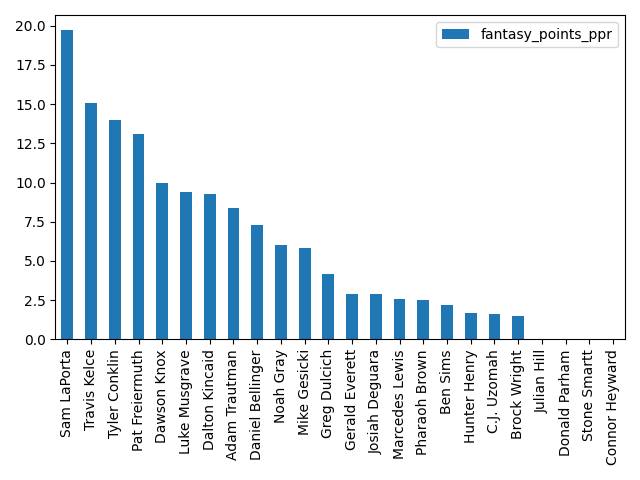 fantasy_points_ppr
20.0
17.5
15.0
12.5
10.0
7.5
5.0
2.5
0.0
Sam LaPorta
Travis Kelce
Tyler Conklin
Pat Freiermuth
Dawson Knox
Luke Musgrave
Dalton Kincaid
Adam Trautman
Daniel Bellinger
Noah Gray
Mike Gesicki
Greg Dulcich
Gerald Everett
Josiah Deguara
Marcedes Lewis
Pharaoh Brown
Ben Sims
Hunter Henry
C.J. Uzomah
Brock Wright
Julian Hill
Donald Parham
Stone Smartt
Connor Heyward